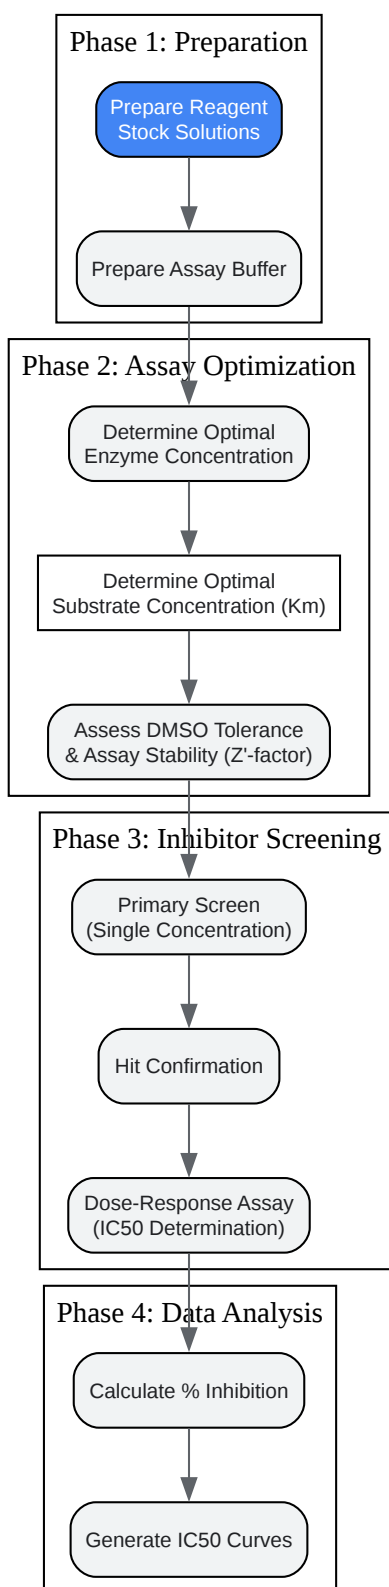 Phase 1: Preparation
Prepare Reagent
Stock Solutions
Prepare Assay Buffer
Phase 2: Assay Optimization
Determine Optimal
Enzyme Concentration
Determine Optimal
Substrate Concentration (Km)
Assess DMSO Tolerance
& Assay Stability (Z'-factor)
Phase 3: Inhibitor Screening
Primary Screen
(Single Concentration)
Hit Confirmation
Dose-Response Assay
(IC50 Determination)
Phase 4: Data Analysis
Calculate % Inhibition
Generate IC50 Curves